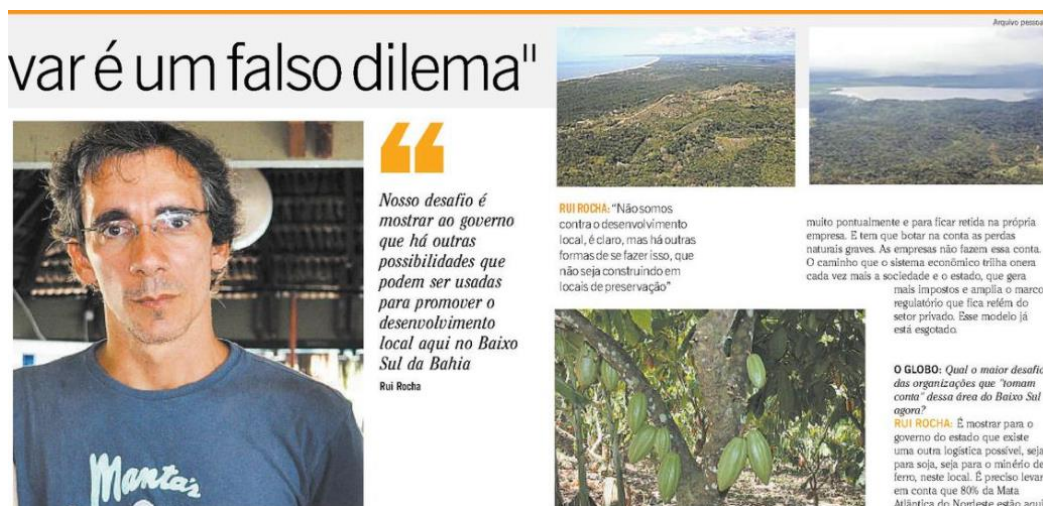 Arquivo pessoal
var é um falso dilema"
Nosso desafio é
mostrar ao governo
que há outras
possibilidades que
podem ser usadas
para promover o
desenvolvimento
local aqui no Baixo
Sul da Bahia
Rui Rocha
Manta's
RUI ROCHA: "Não somos
contra o desenvolvimento
local, é claro, mas há outras
formas de se fazer isso, que
não seja construindo em
locais de preservação"
muito pontualmente e para ficar retida na própria
empresa. E tem que botar na conta as perdas
naturais graves. As empresas não fazem essa conta.
O caminho que o sistema econômico trilha onera
cada vez mais a sociedade e o estado, que gera
mais impostos e amplia o marco
regulatório que fica refém do
setor privado. Esse modelo já
está esgotado.
O GLOBO: Qual o maior desafio
das organizações que "tomam
conta" dessa área do Baixo Sul
agora?
RUI ROCHA: É mostrar para o
governo do estado que existe
uma outra logística possível, seja
para soja, seja para o minério de
ferro, neste local. É preciso levar
em conta que 80% da Mata
Atlântica do Nordeste estão aqui